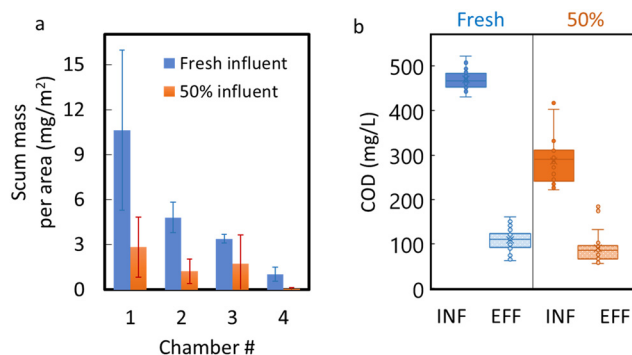 a
Scum mass
per area (mg/m²)
15
12
9
6
3
0
Fresh influent
50% influent
1 2 3 4
Chamber #
b
Fresh 50%
COD (mg/L)
500
400
300
200
100
0
INF EFF INF EFF